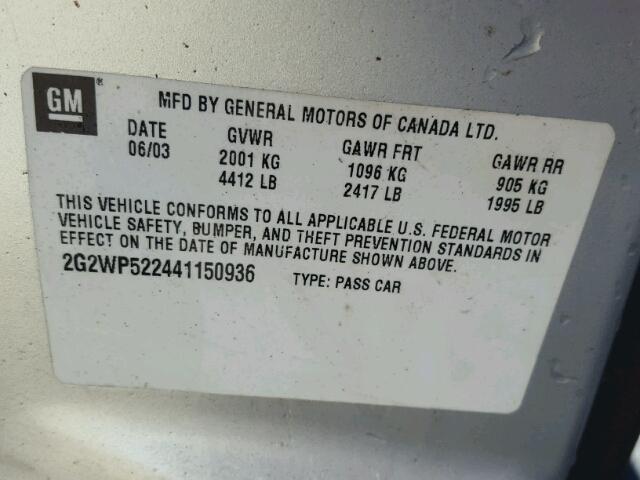 GM ®
MFD BY GENERAL MOTORS OF CANADA LTD.
DATE GVWR GAWR FRT GAWR RR
06/03 2001 KG 1096 KG 905 KG
4412 LB 2417 LB 1995 LB
THIS VEHICLE CONFORMS TO ALL APPLICABLE U.S. FEDERAL MOTOR
VEHICLE SAFETY, BUMPER, AND THEFT PREVENTION STANDARDS IN
EFFECT ON THE DATE OF MANUFACTURE SHOWN ABOVE.
2G2WP522441150936 TYPE: PASS CAR